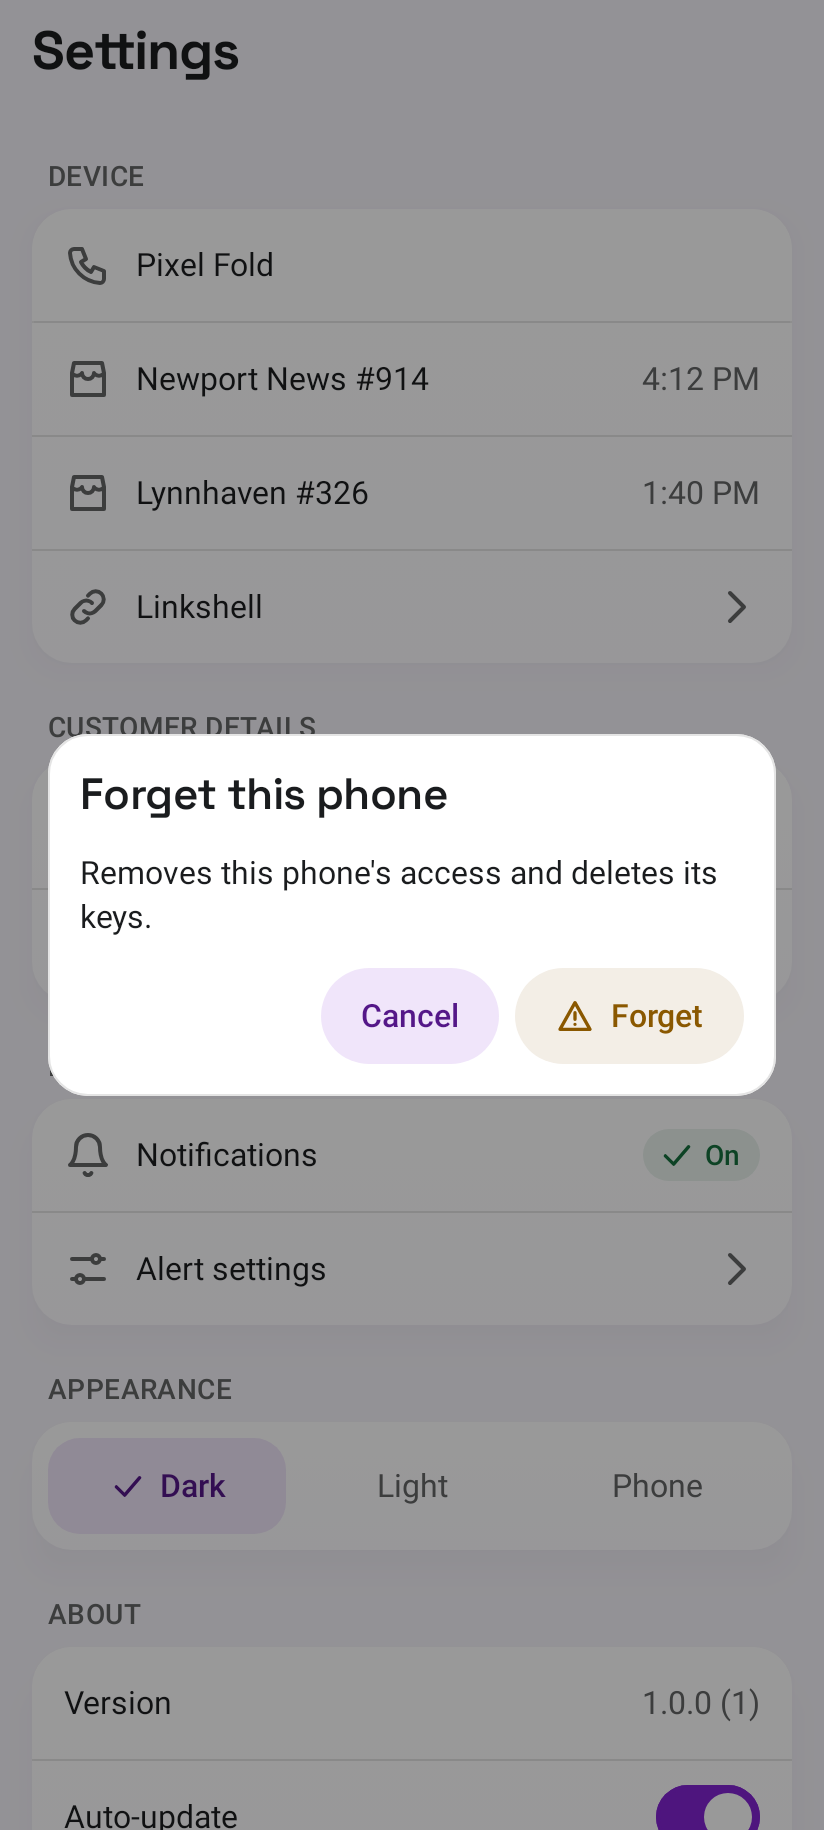 Settings
DEVICE
Pixel Fold
Newport News #914 4:12 PM
Lynnhaven #326 1:40 PM
Linkshell
CUSTOMER DETAILS
Forget this phone
Removes this phone's access and deletes its
keys.
Cancel Forget
Notifications On
Alert settings
APPEARANCE
Dark Light Phone
ABOUT
Version 1.0.0 (1)
Auto-update